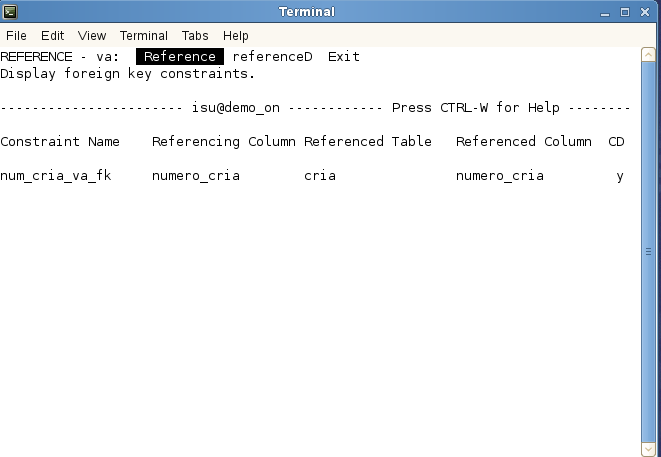 Terminal
File Edit View Terminal Tabs Help
REFERENCE - va: Reference referenceD Exit
Display foreign key constraints.
----------------------- isu@demo_on ------------ Press CTRL-W for Help --------
Constraint Name Referencing Column Referenced Table Referenced Column CD
num_cria_va_fk numero_cria cria numero_cria y